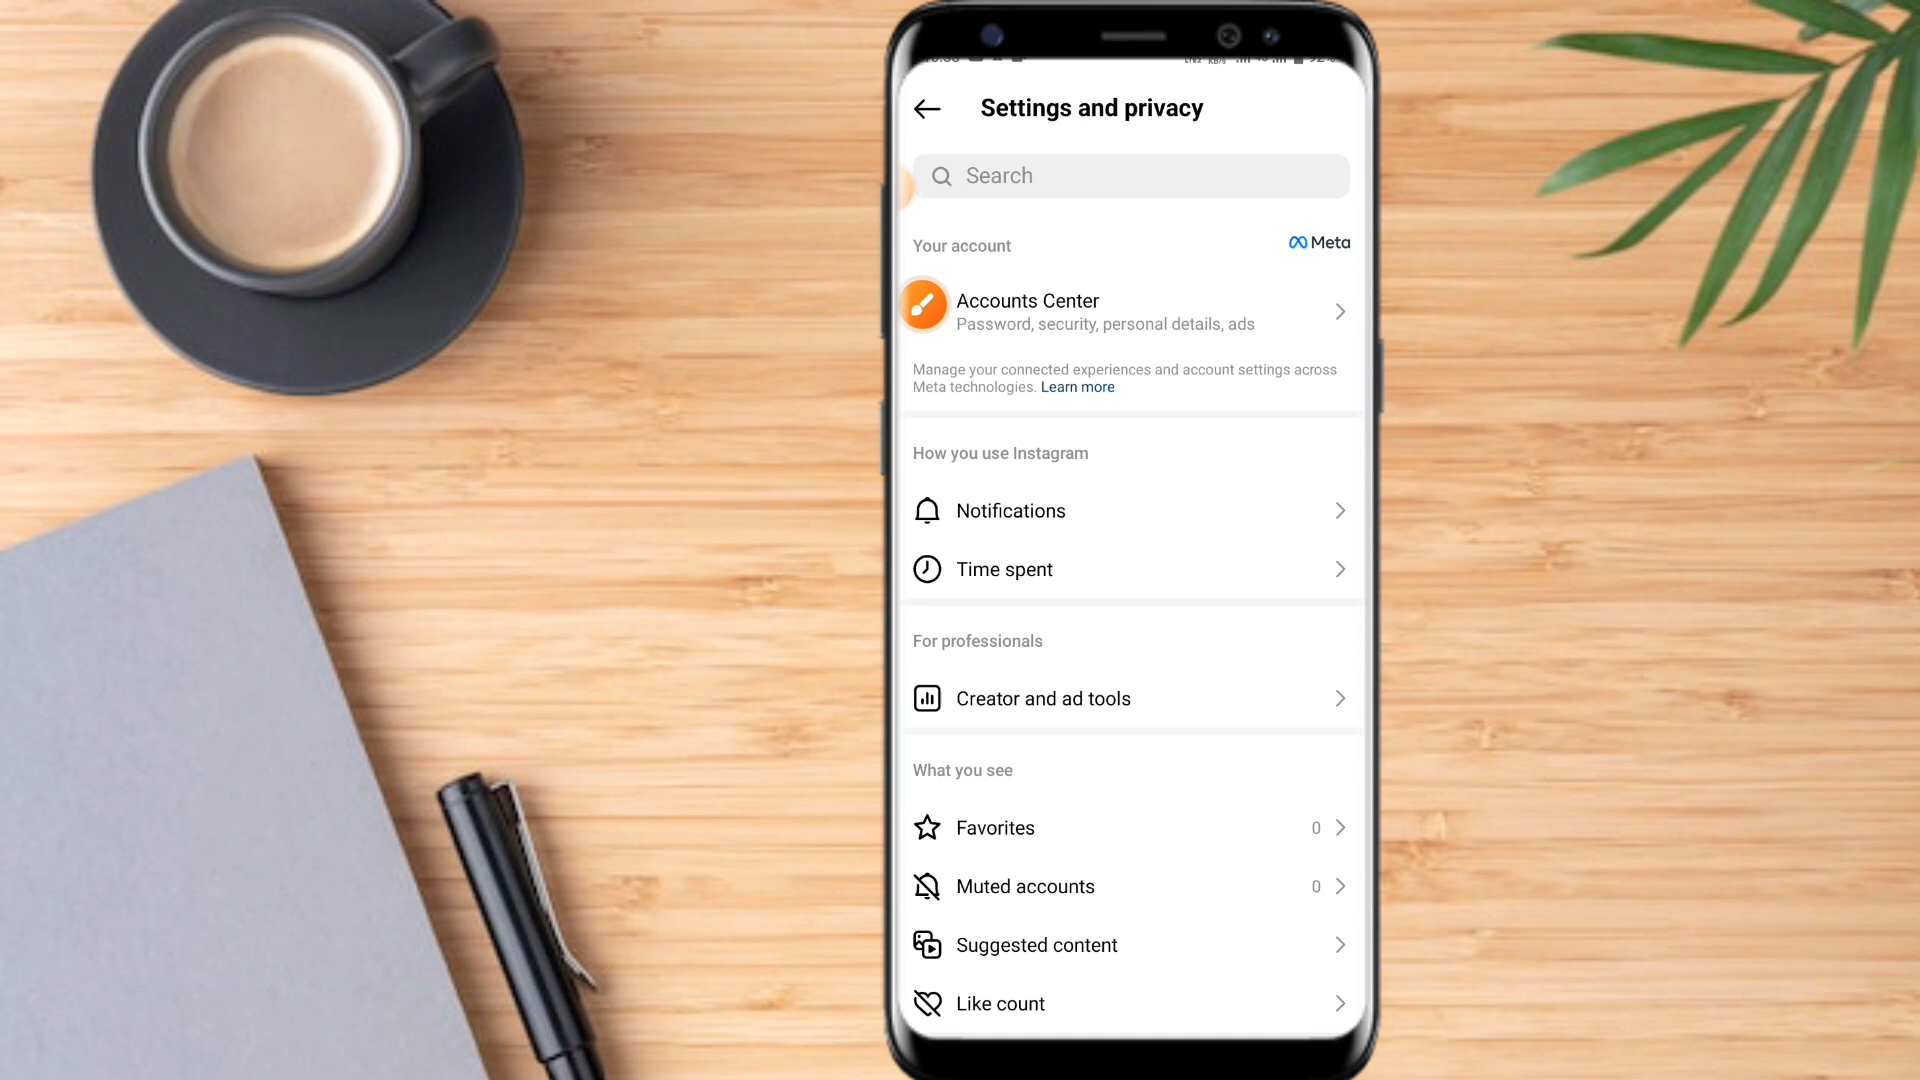 Settings and privacy
Search
Your account
Meta
Accounts Center
Password, security, personal details, ads
Manage your connected experiences and account settings across
Meta technologies. Learn more
How you use Instagram
Notifications
Time spent
For professionals
Creator and ad tools
What you see
Favorites 0
Muted accounts 0
Suggested content
Like count